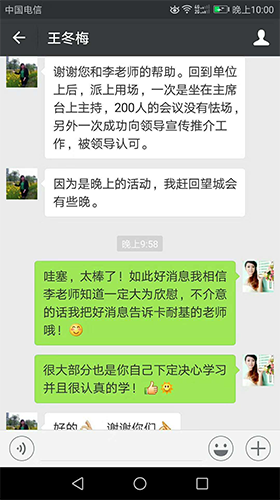 中国电信 晚上10:00
王冬梅
谢谢您和李老师的帮助。回到单位
上后，派上用场，一次是坐在主席
台上主持，200人的会议没有怯场，
另外一次成功向领导宣传推介工
作，被领导认可。
因为是晚上的活动，我赶回望城会
有些晚。
晚上9:58
哇塞，太棒了！如此好消息我相信
李老师知道一定大为欣慰，不介意
的话我把好消息告诉卡耐基的老师
哦！
很大部分也是你自己下定决心学习
并且很认真的学！
好的 谢谢你们